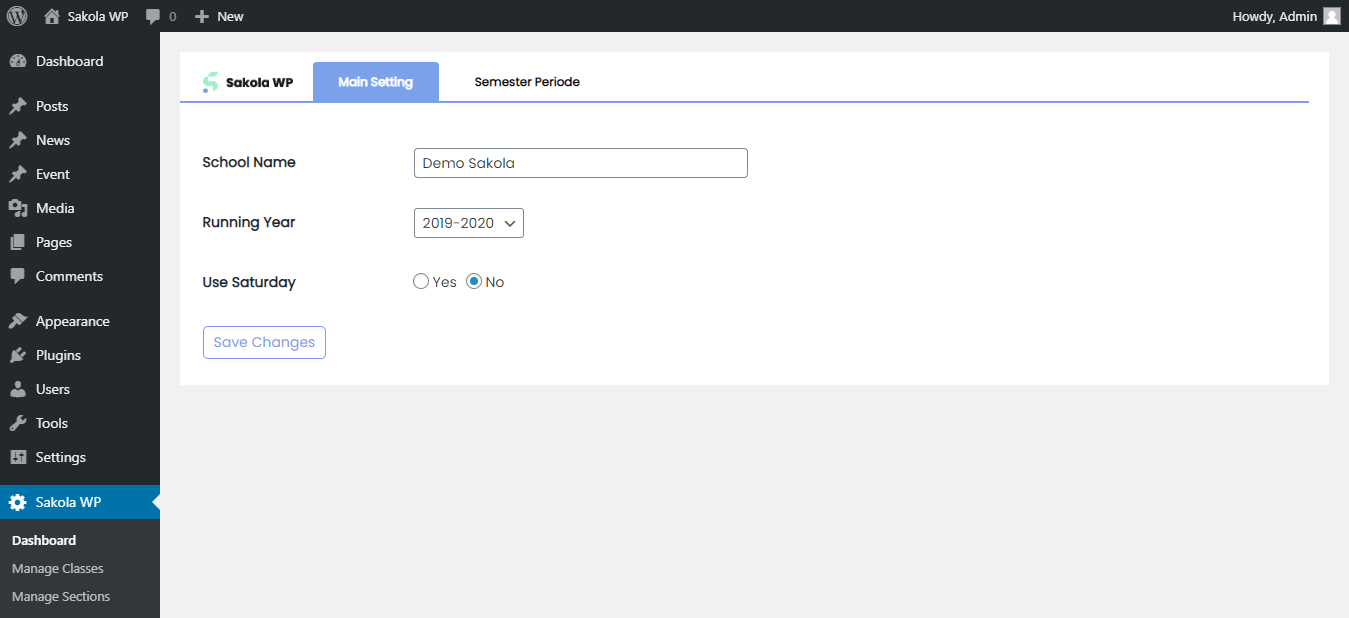 Sakola WP 0 New Howdy, Admin
Dashboard
Posts
News
Event
Media
Pages
Comments
Appearance
Plugins
Users
Tools
Settings
Sakola WP
Dashboard
Manage Classes
Manage Sections
Sakola WP Main Setting Semester Periode
School Name Demo Sakola
Running Year 2019-2020
Use Saturday Yes No
Save Changes